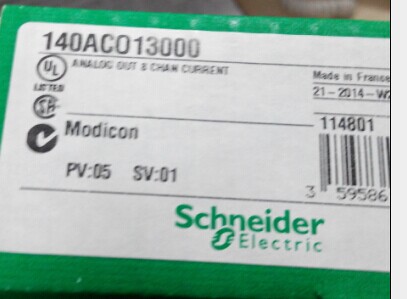 140ACO13000
UL
LISTED
ANALOG OUT 8 CHAN CURRENT
Made in France
21-2014-W
Modicon
114801
PV:05 SV:01
3 59586
Schneider
Electric